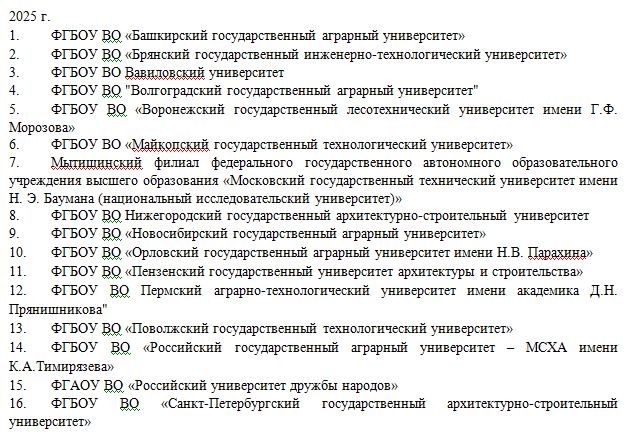 2025 г.
1. ФГБОУ ВО «Башкирский государственный аграрный университет»
2. ФГБОУ ВО «Брянский государственный инженерно-технологический университет»
3. ФГБОУ ВО Вавиловский университет
4. ФГБОУ ВО "Волгоградский государственный аграрный университет"
5. ФГБОУ ВО «Воронежский государственный лесотехнический университет имени Г.Ф.
Морозова»
6. ФГБОУ ВО «Майкопский государственный технологический университет»
7. Мытищинский филиал федерального государственного автономного образовательного
учреждения высшего образования «Московский государственный технический университет имени
Н. Э. Баумана (национальный исследовательский университет)»
8. ФГБОУ ВО Нижегородский государственный архитектурно-строительный университет
9. ФГБОУ ВО «Новосибирский государственный аграрный университет»
10. ФГБОУ ВО «Орловский государственный аграрный университет имени Н.В. Парахина»
11. ФГБОУ ВО «Пензенский государственный университет архитектуры и строительства»
12. ФГБОУ ВО Пермский аграрно-технологический университет имени академика Д.Н.
Прянишникова"
13. ФГБОУ ВО «Поволжский государственный технологический университет»
14. ФГБОУ ВО «Российский государственный аграрный университет – МСХА имени
К.А.Тимирязева»
15. ФГАОУ ВО «Российский университет дружбы народов»
16. ФГБОУ ВО «Санкт-Петербургский государственный архитектурно-строительный
университет»